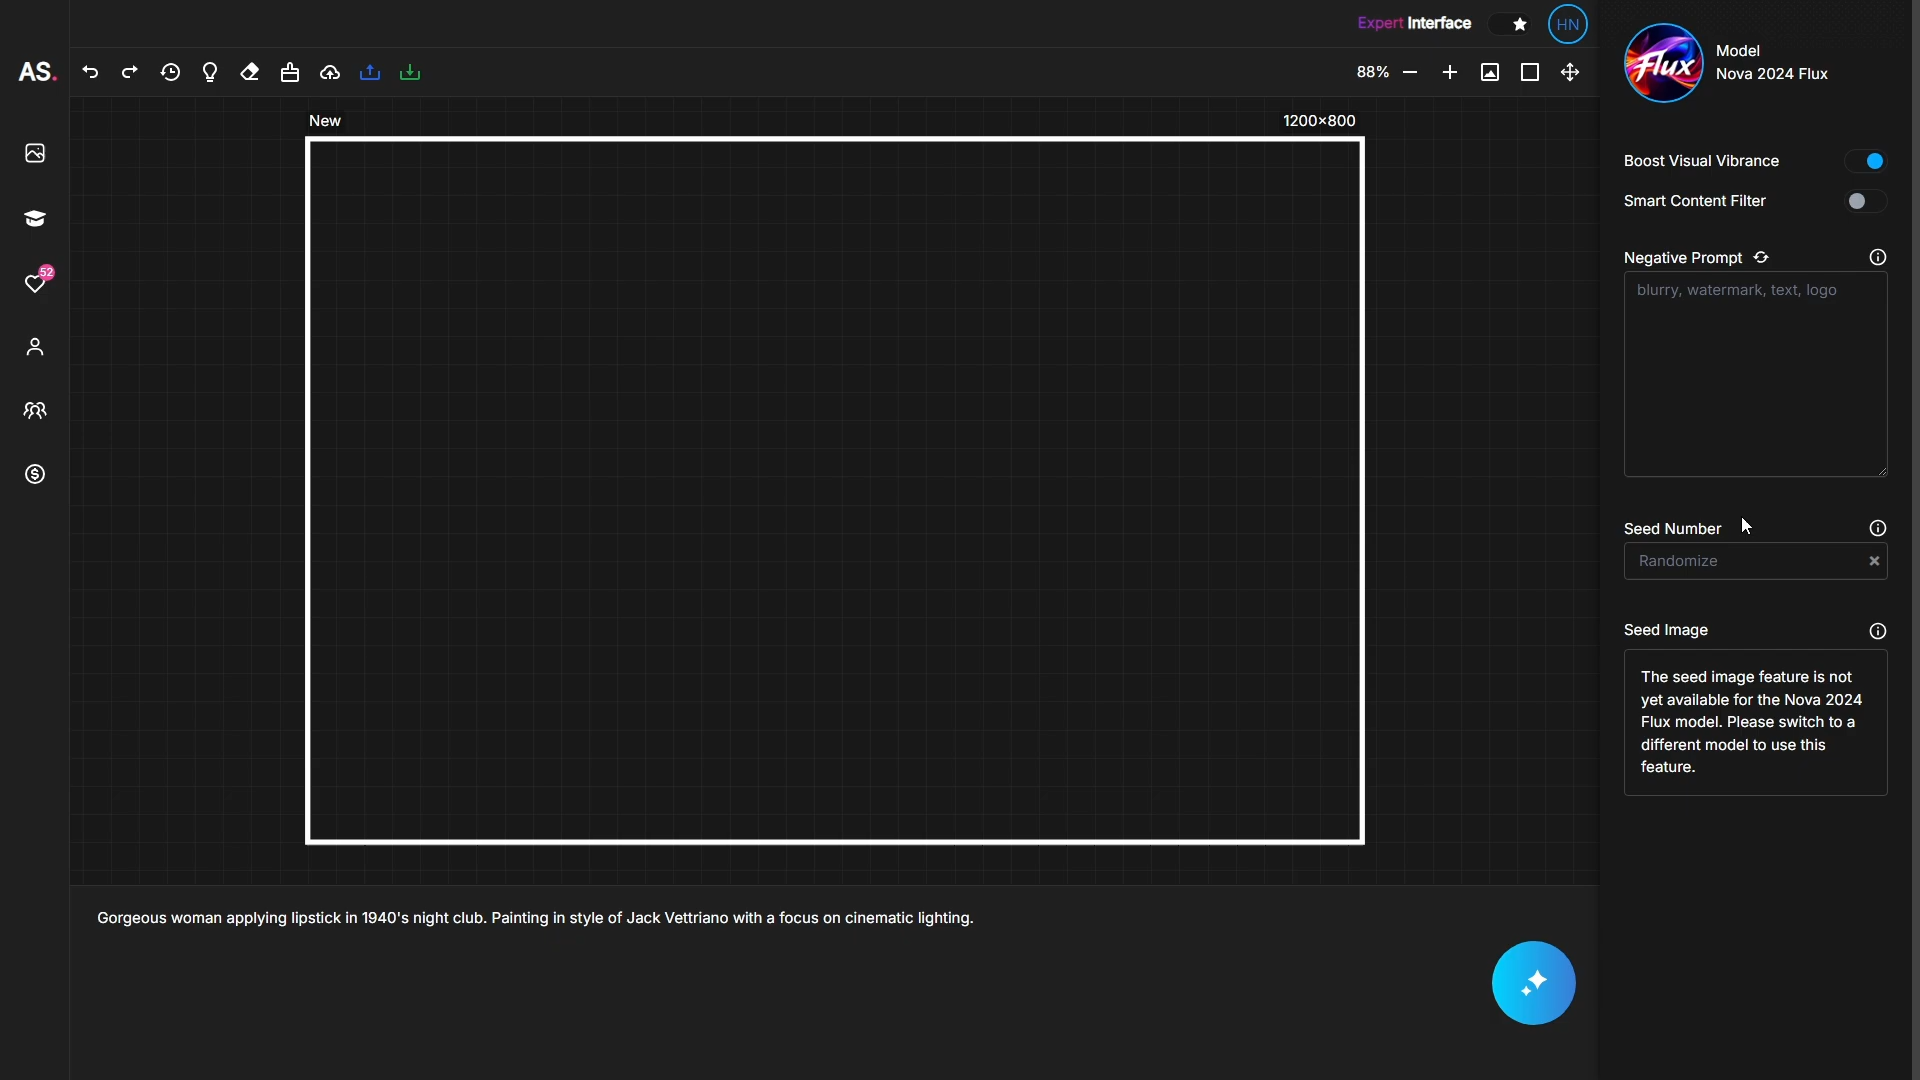 Expert Interface
HN
AS.
88%
Flux
Model
Nova 2024 Flux
New
1200×800
52
Boost Visual Vibrance
Smart Content Filter
Negative Prompt
blurry, watermark, text, logo
Seed Number
Randomize
Seed Image
The seed image feature is not
yet available for the Nova 2024
Flux model. Please switch to a
different model to use this
feature.
Gorgeous woman applying lipstick in 1940's night club. Painting in style of Jack Vettriano with a focus on cinematic lighting.